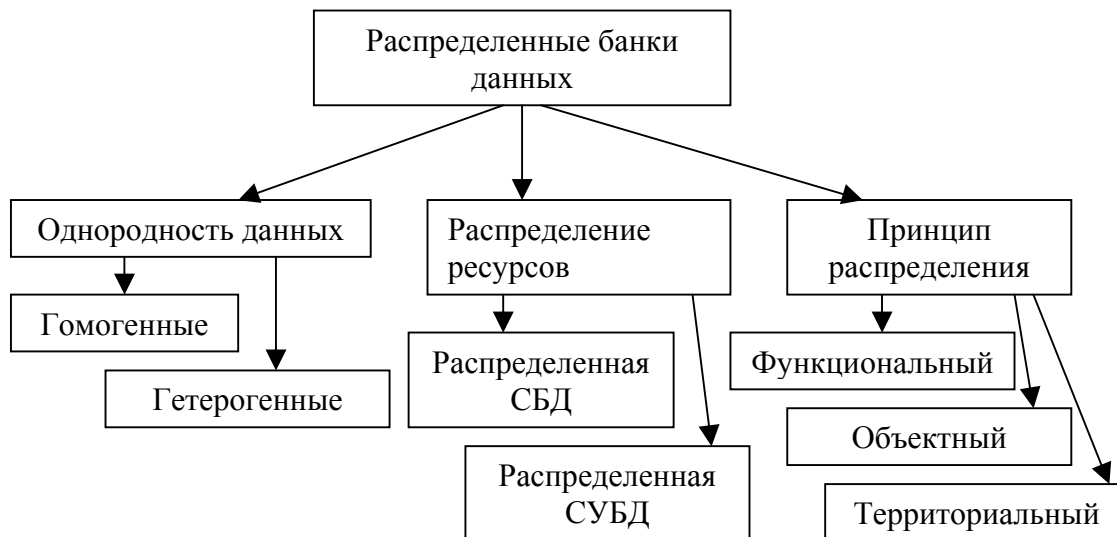 Распределенные банки
данных
Однородность данных
Распределение
ресурсов
Принцип
распределения
Гомогенные
Гетерогенные
Распределенная
СБД
Распределенная
СУБД
Функциональный
Объектный
Территориальный